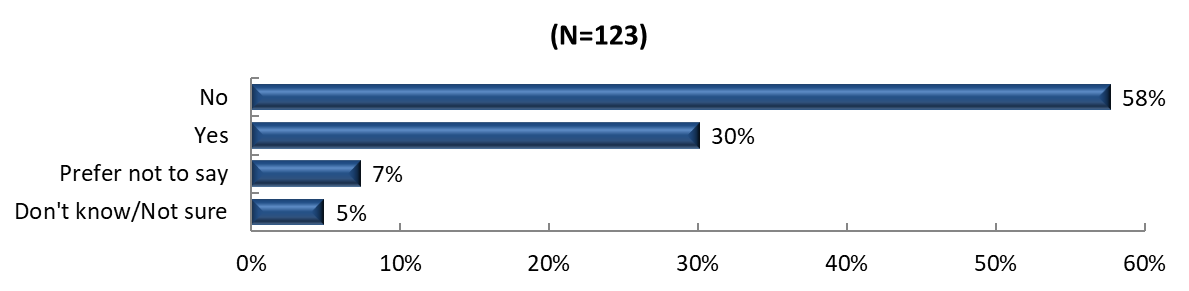 (N=123)
No 58%
Yes 30%
Prefer not to say 7%
Don't know/Not sure 5%
0% 10% 20% 30% 40% 50% 60%